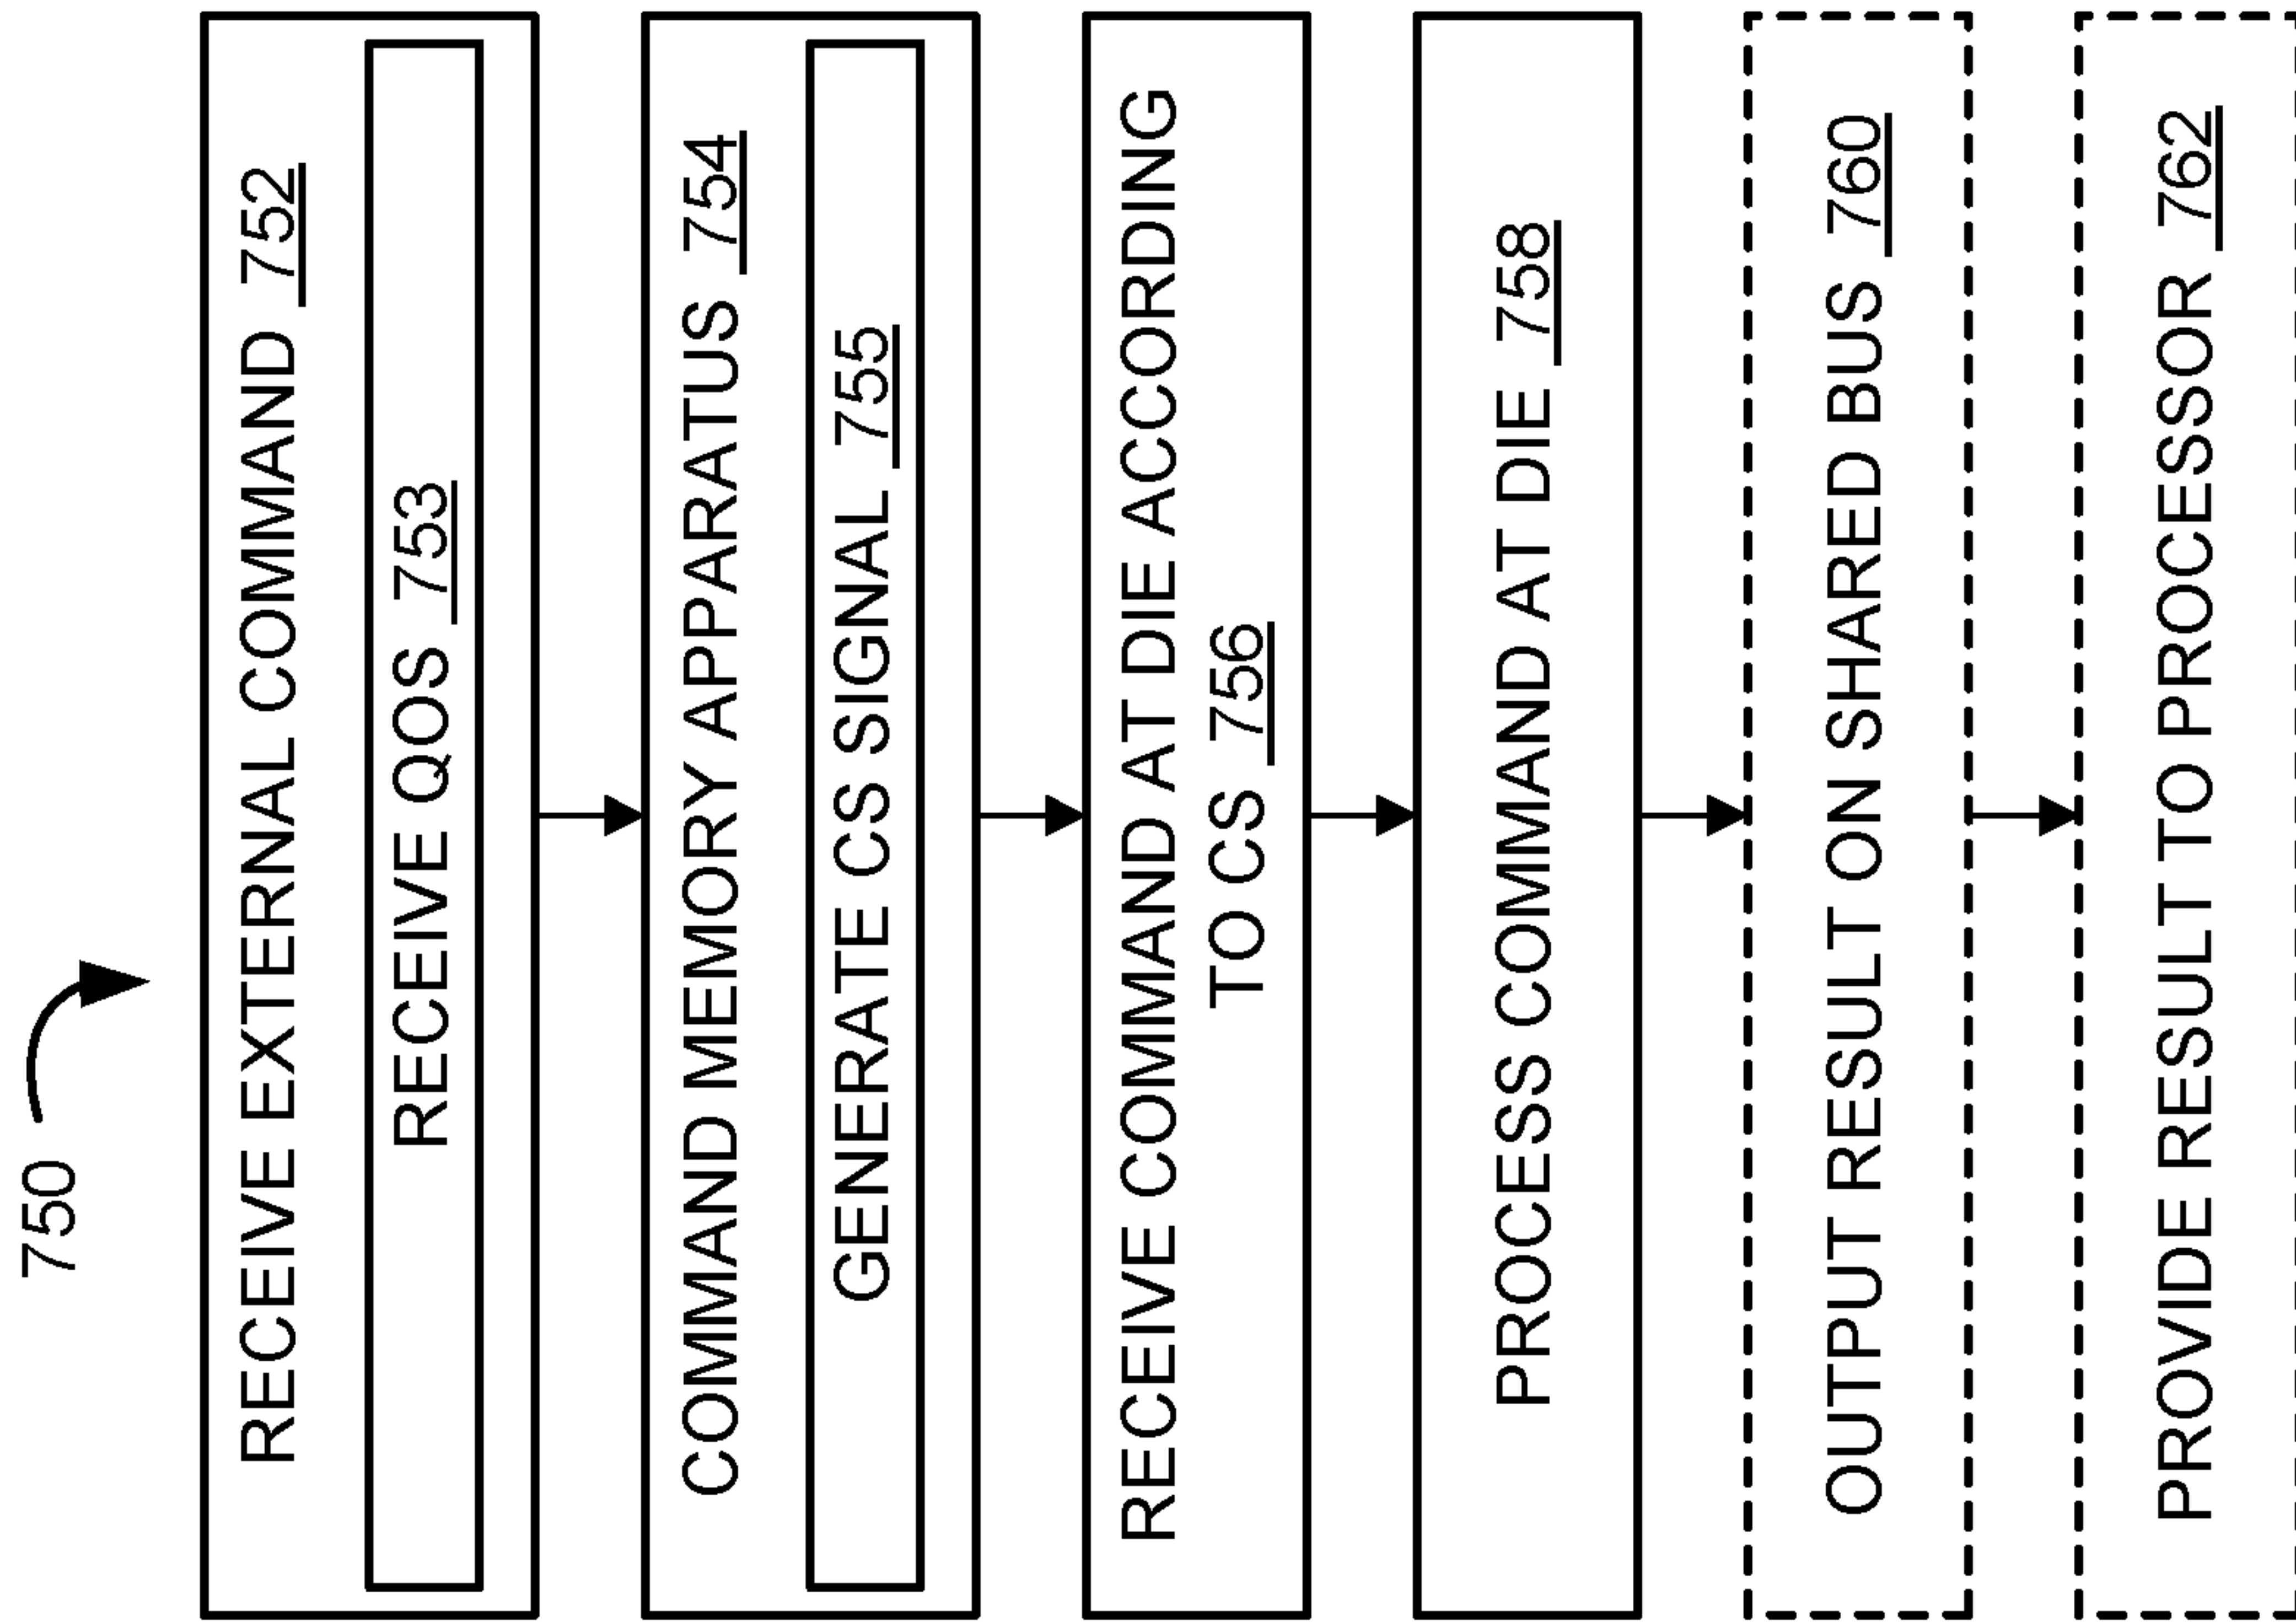 750
RECEIVE EXTERNAL COMMAND 752
RECEIVE QOS 753
COMMAND MEMORY APPARATUS 754
GENERATE CS SIGNAL 755
RECEIVE COMMAND AT DIE ACCORDING
TO CS 756
PROCESS COMMAND AT DIE 758
OUTPUT RESULT ON SHARED BUS 760
PROVIDE RESULT TO PROCESSOR 762